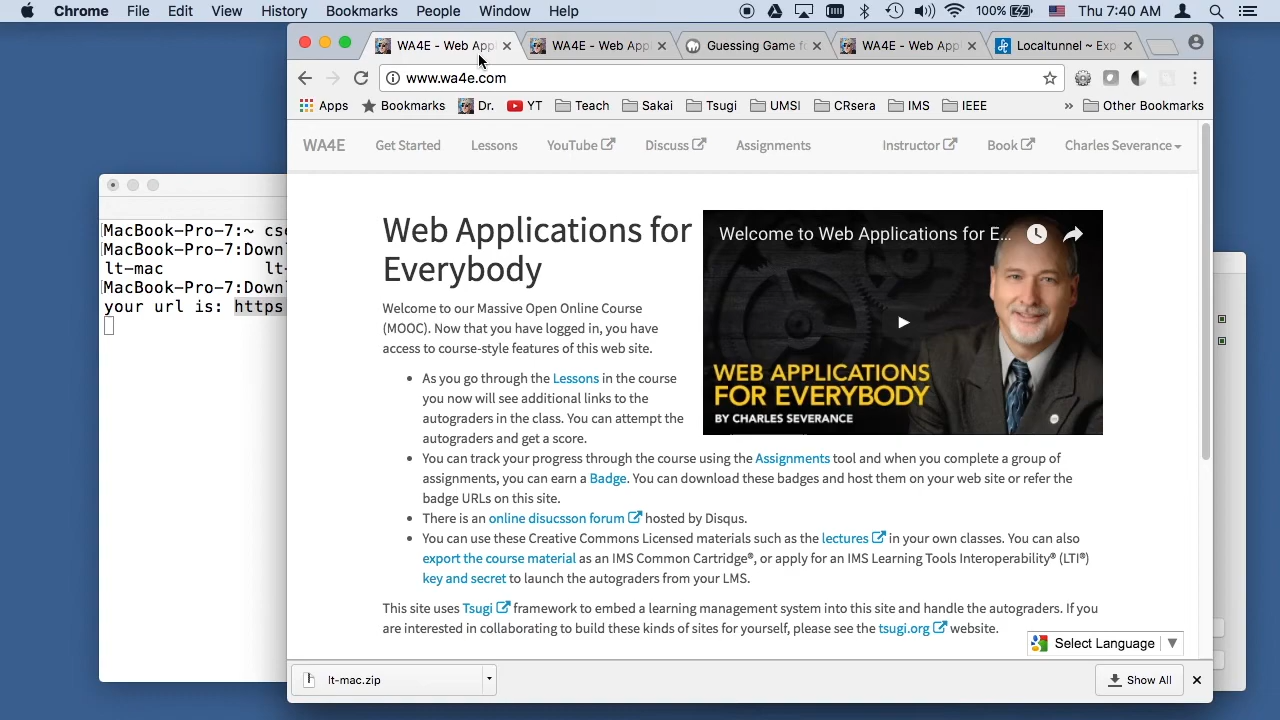 Chrome File Edit View History Bookmarks People Window Help 100% Thu 7:40 AM
WA4E - Web Appl WA4E - Web Appl Guessing Game fo WA4E - Web Appl Localtunnel ~ Exp
www.wa4e.com
Apps Bookmarks Dr. YT Teach Sakai Tsugi UMSI CRsera IMS IEEE » Other Bookmarks
WA4E Get Started Lessons YouTube Discuss Assignments Instructor Book Charles Severance
MacBook-Pro-7:~ cse
MacBook-Pro-7:Downl
lt-mac lt-
MacBook-Pro-7:Downl
your url is: https
Web Applications for
Everybody
Welcome to our Massive Open Online Course
(MOOC). Now that you have logged in, you have
access to course-style features of this web site.
Welcome to Web Applications for E...
WEB APPLICATIONS
FOR EVERYBODY
BY CHARLES SEVERANCE
• As you go through the Lessons in the course
you now will see additional links to the
autograders in the class. You can attempt the
autograders and get a score.
• You can track your progress through the course using the Assignments tool and when you complete a group of
assignments, you can earn a Badge. You can download these badges and host them on your web site or refer the
badge URLs on this site.
• There is an online disucsson forum hosted by Disqus.
• You can use these Creative Commons Licensed materials such as the lectures in your own classes. You can also
export the course material as an IMS Common Cartridge®, or apply for an IMS Learning Tools Interoperability® (LTI®)
key and secret to launch the autograders from your LMS.
This site uses Tsugi framework to embed a learning management system into this site and handle the autograders. If you
are interested in collaborating to build these kinds of sites for yourself, please see the tsugi.org website.
Select Language ▼
lt-mac.zip Show All